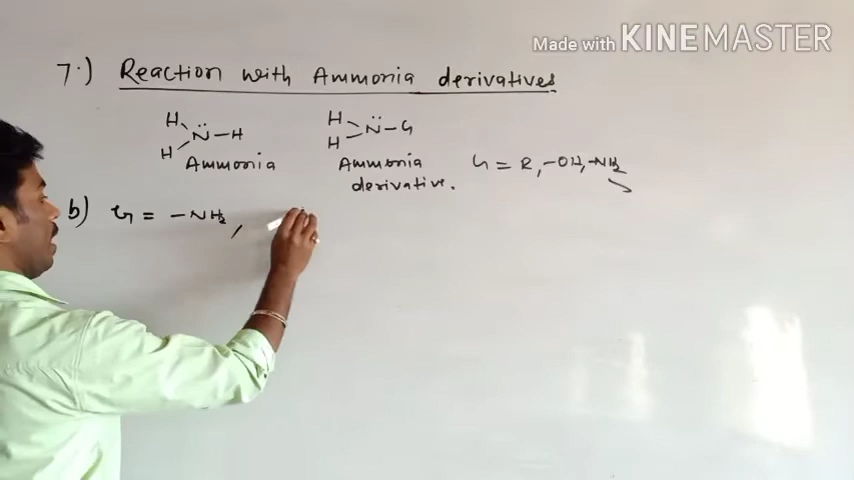 Made with KINEMASTER
7.) Reaction with Ammonia derivatives
H H N̈ – H
H H N̈ – G
G = R, –OH, –NH2
Ammonia
Ammonia
derivative.
b) G = –NH2,